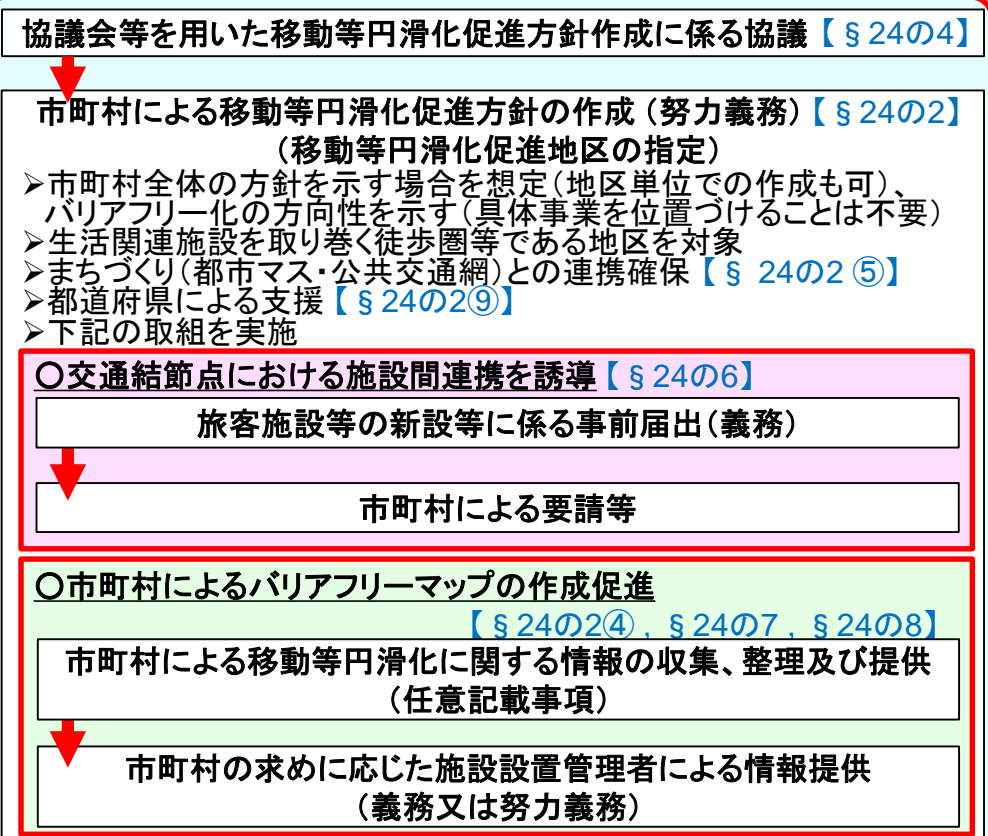 協議会等を用いた移動等円滑化促進方針作成に係る協議【§24の4】
市町村による移動等円滑化促進方針の作成(努力義務)【§24の2】
(移動等円滑化促進地区の指定)
➢市町村全体の方針を示す場合を想定(地区単位での作成も可)、
バリアフリー化の方向性を示す(具体事業を位置づけることは不要)
➢生活関連施設を取り巻く徒歩圏等である地区を対象
➢まちづくり(都市マス・公共交通網)との連携確保【§ 24の2 ⑤】
➢都道府県による支援【§24の2⑨】
➢下記の取組を実施
〇交通結節点における施設間連携を誘導【§24の6】
旅客施設等の新設等に係る事前届出(義務)
市町村による要請等
〇市町村によるバリアフリーマップの作成促進
【§24の2④ , §24の7 , §24の8】
市町村による移動等円滑化に関する情報の収集、整理及び提供
(任意記載事項)
市町村の求めに応じた施設設置管理者による情報提供
(義務又は努力義務)